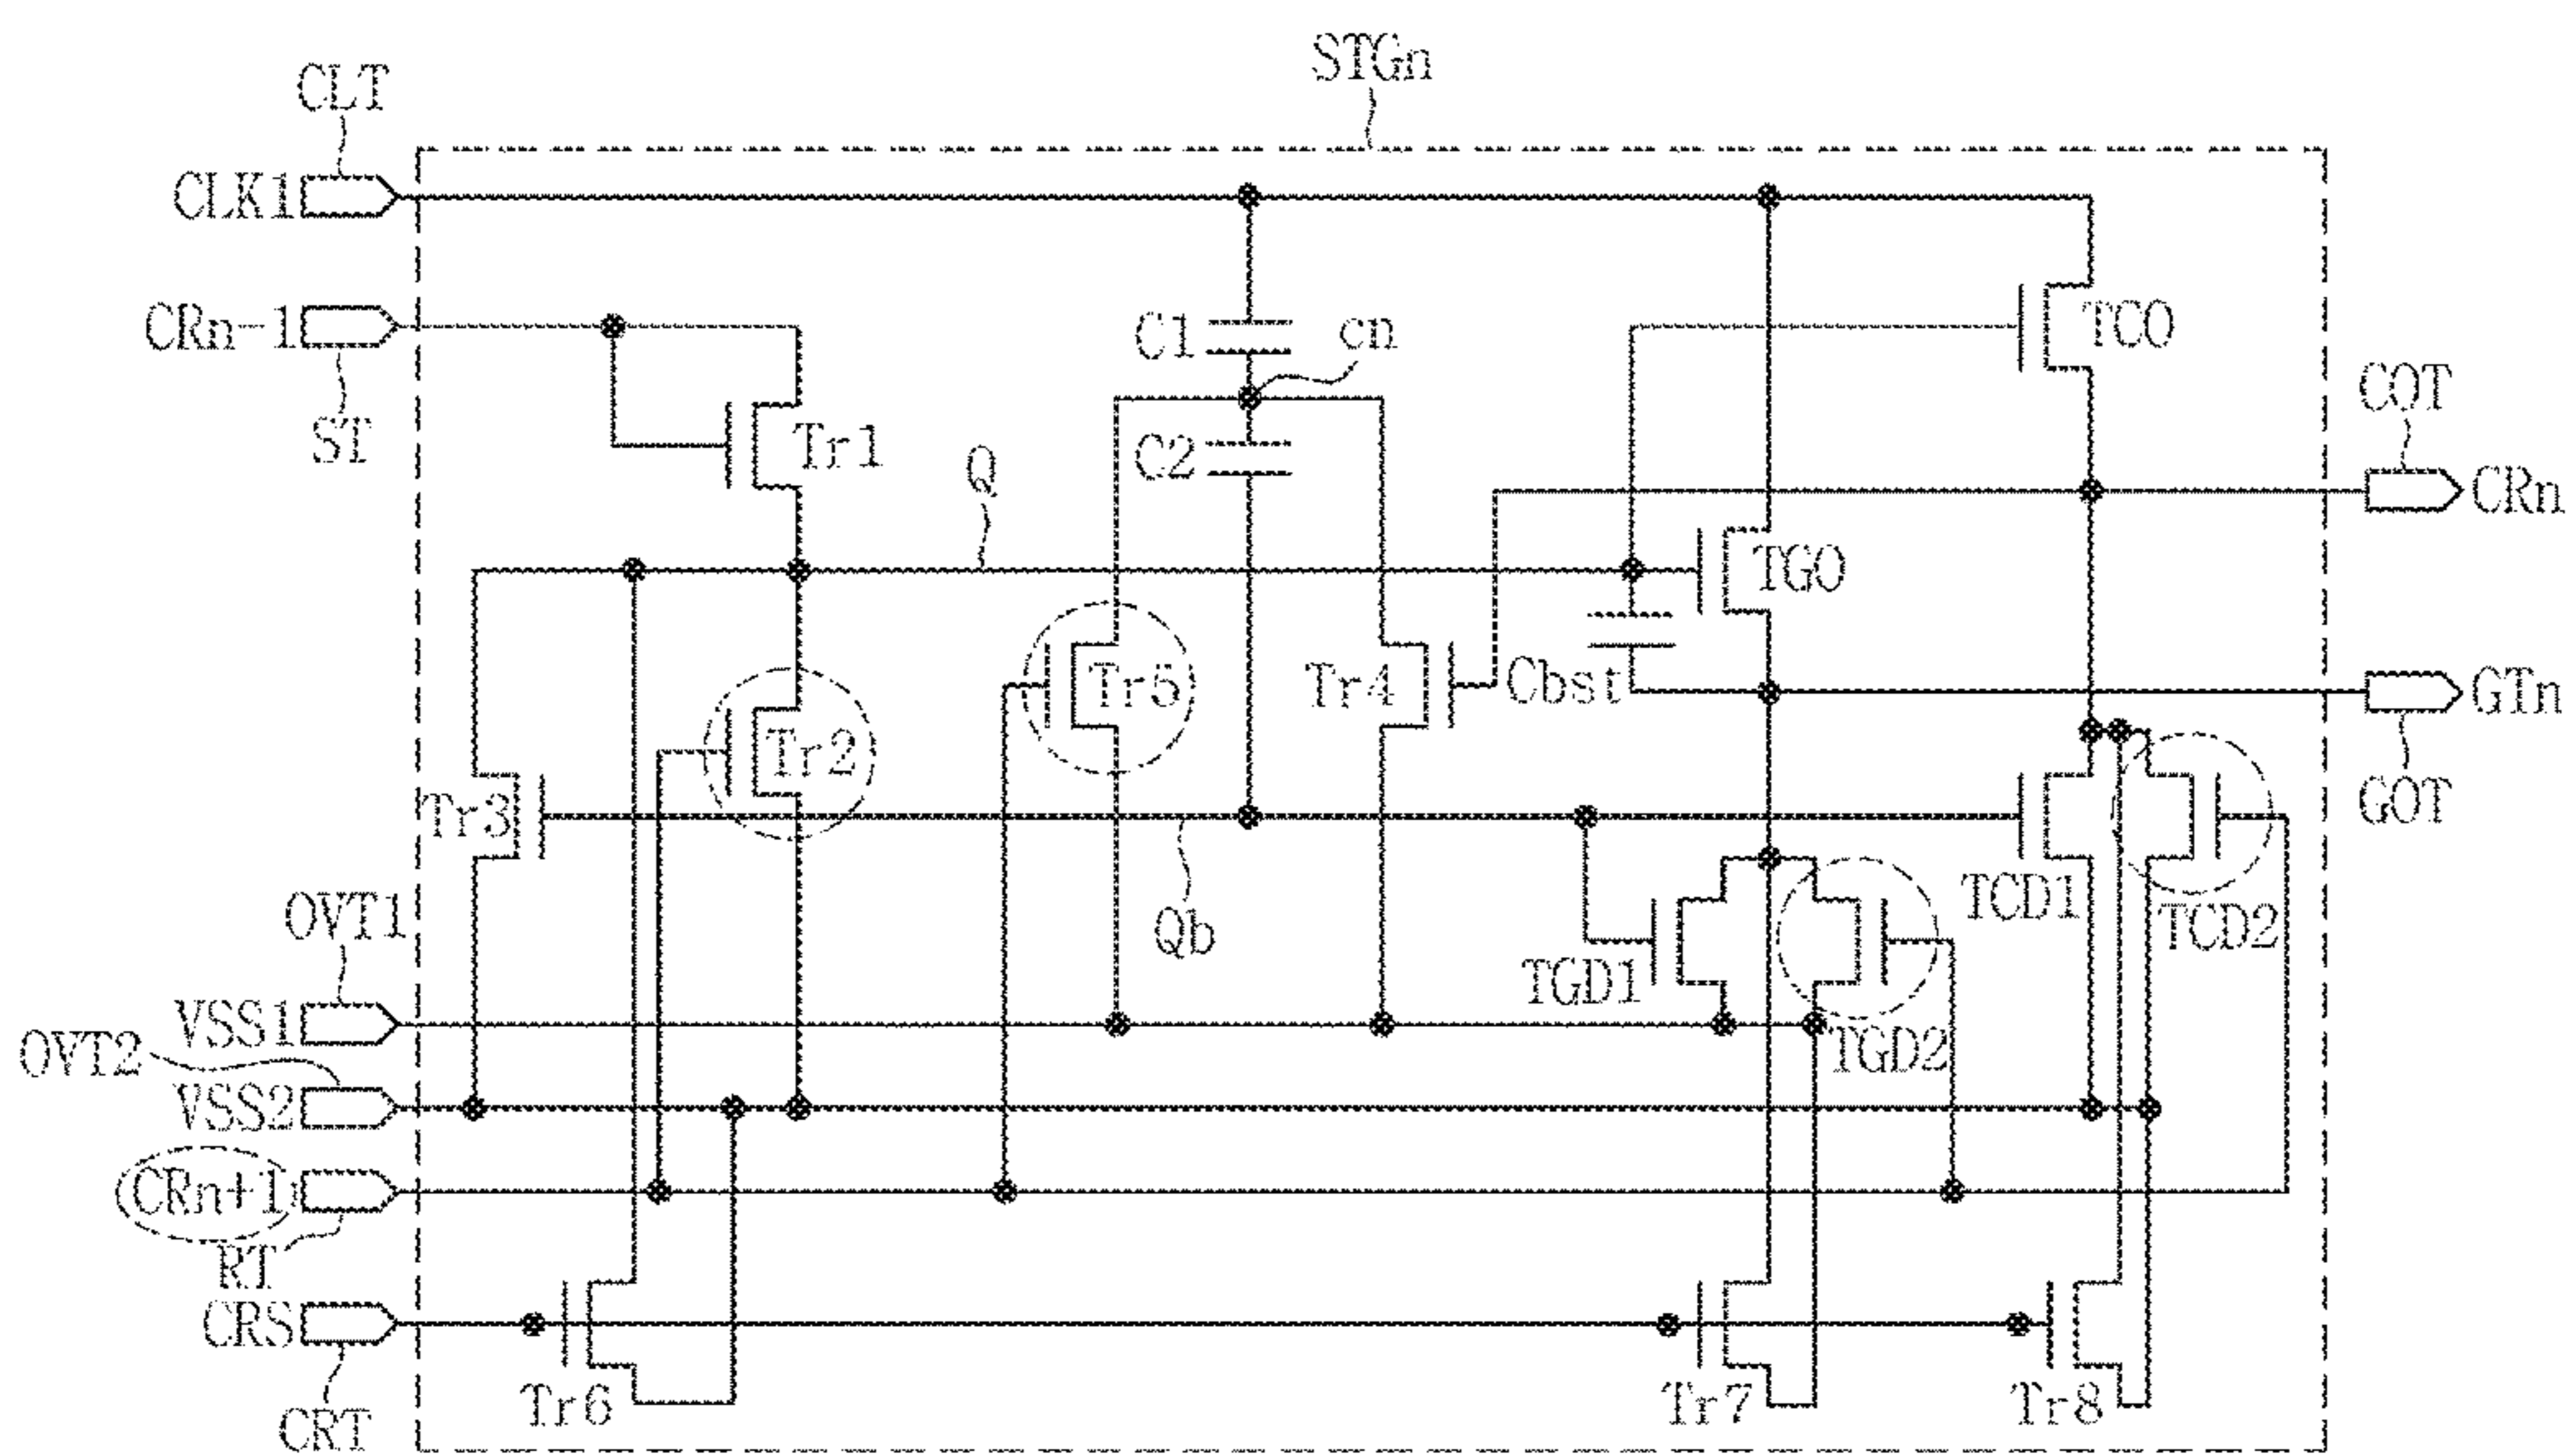 STGn
CLT
CLK1
CRn-1
ST
C1
cn
TCO
Tr1
C2
Q
COT
CRn
TGO
Tr5
Tr4
Cbst
GTn
Tr2
GOT
Tr3
TCD1
TCD2
OVT1
Qb
TGD1
VSS1
TGD2
OVT2
VSS2
CRn+1
RT
CRS
Tr6
Tr7
Tr8
CRT